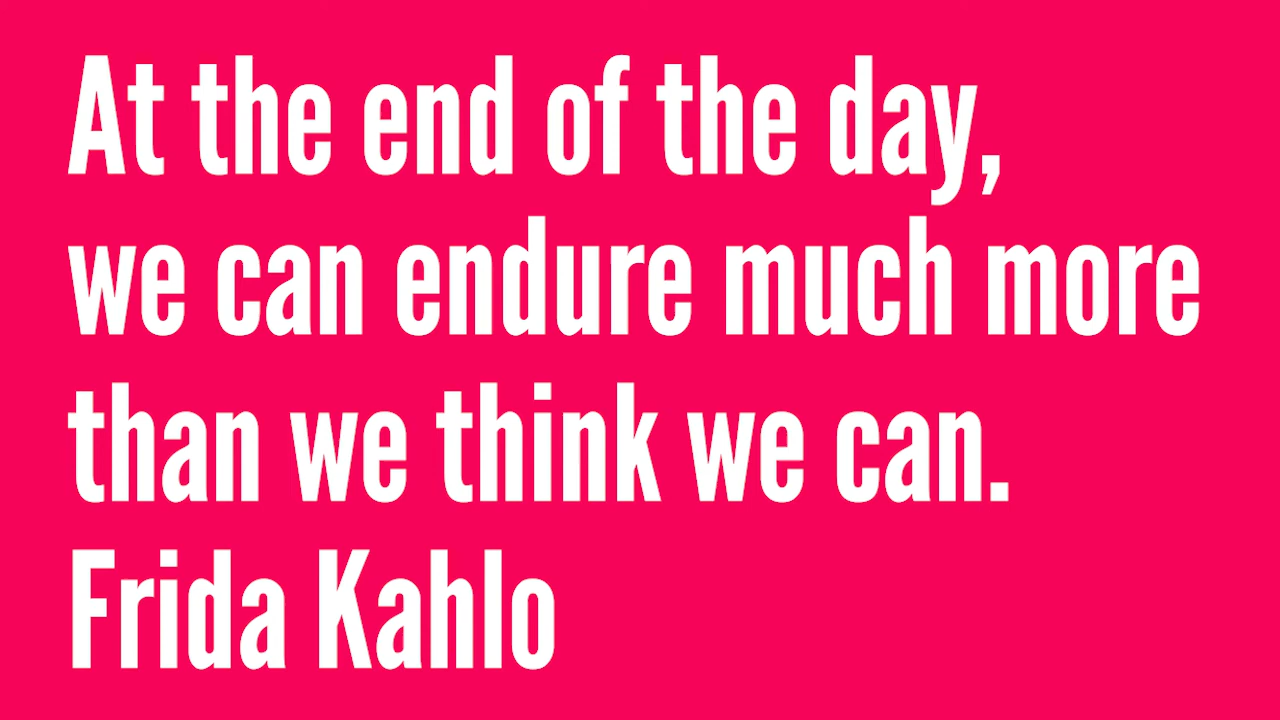 At the end of the day,
we can endure much more
than we think we can.
Frida Kahlo